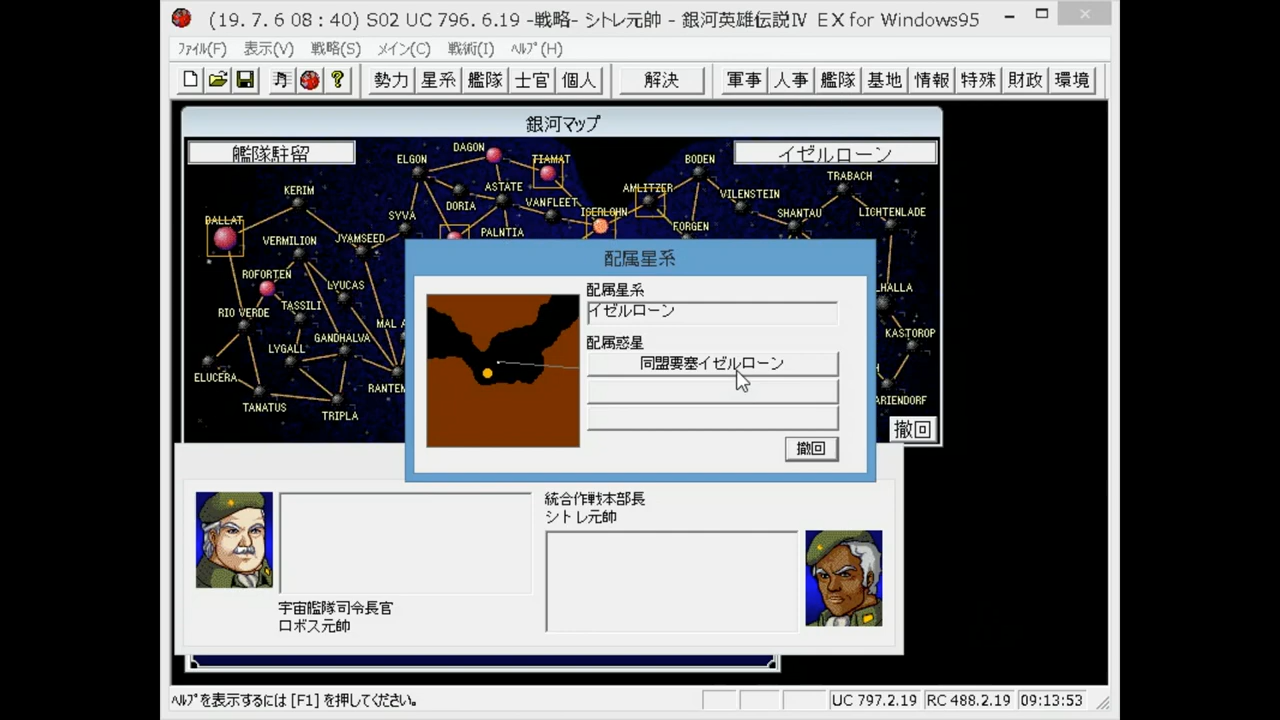 (19. 7. 6 08 : 40) S02 UC 796. 6.19 -戦略- シトレ元帥 - 銀河英雄伝説Ⅳ EX for Windows95
ﾌｧｲﾙ(F) 表示(V) 戦略(S) メイン(C) 戦術(I) ﾍﾙﾌﾟ(H)
勢力 星系 艦隊 士官 個人 解決 軍事 人事 艦隊 基地 情報 特殊 財政 環境
銀河マップ
艦隊駐留
イゼルローン
DAGON
ELGON
TIAMAT
BODEN
TRABACH
KERIM
ASTATE
AMLITZER
VILENSTEIN
DORIA
VANFLEET
ISERLOHN
SHANTAU
LICHTENLADE
BALLAT
SYVA
PALNTIA
FORGEN
VERMILION
JYAMSEED
ROFORTEN
LYUCAS
LHALLA
TASSILI
RIO VERDE
MAL A
KASTOROP
GANDHALVA
LYGALL
ELUCERA
RANTEM
TANATUS
TRIPLA
ARIENDORF
撤回
配属星系
配属星系
イゼルローン
配属惑星
同盟要塞イゼルローン
撤回
統合作戦本部長
シトレ元帥
宇宙艦隊司令長官
ロボス元帥
ﾍﾙﾌﾟを表示するには [F1] を押してください。
UC 797.2.19 RC 488.2.19 09:13:53